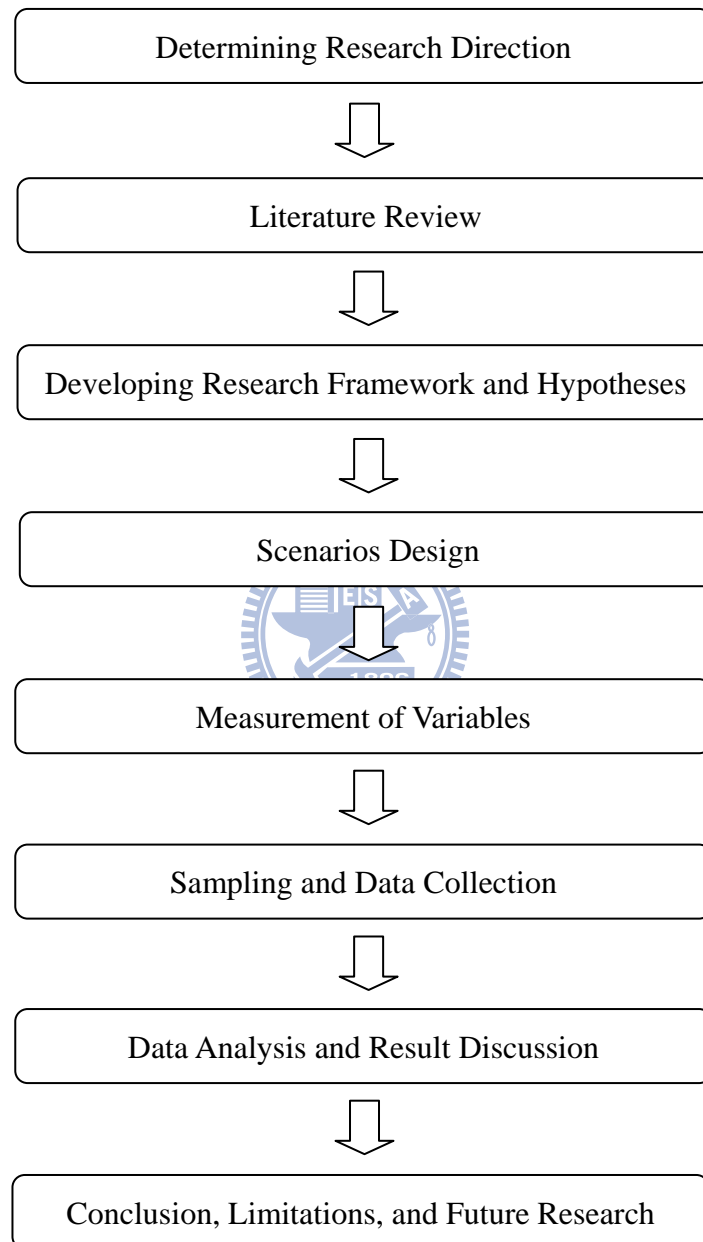 Determining Research Direction
Literature Review
Developing Research Framework and Hypotheses
Scenarios Design
ESA
Measurement of Variables
Sampling and Data Collection
Data Analysis and Result Discussion
Conclusion, Limitations, and Future Research